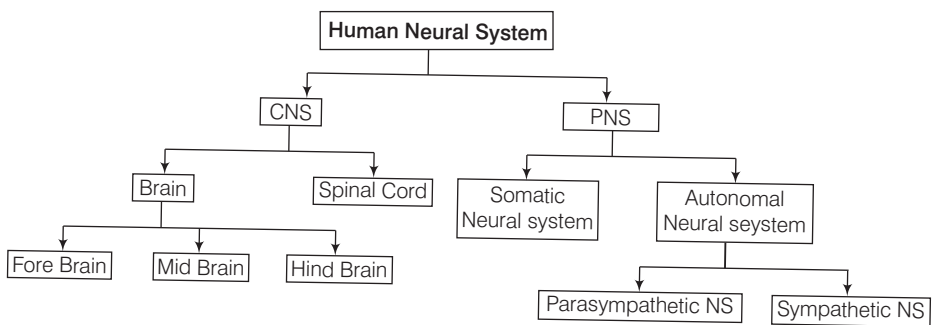 Human Neural System
CNS
PNS
Brain
Spinal Cord
Somatic
Neural system
Autonomal
Neural seystem
Fore Brain
Mid Brain
Hind Brain
Parasympathetic NS
Sympathetic NS